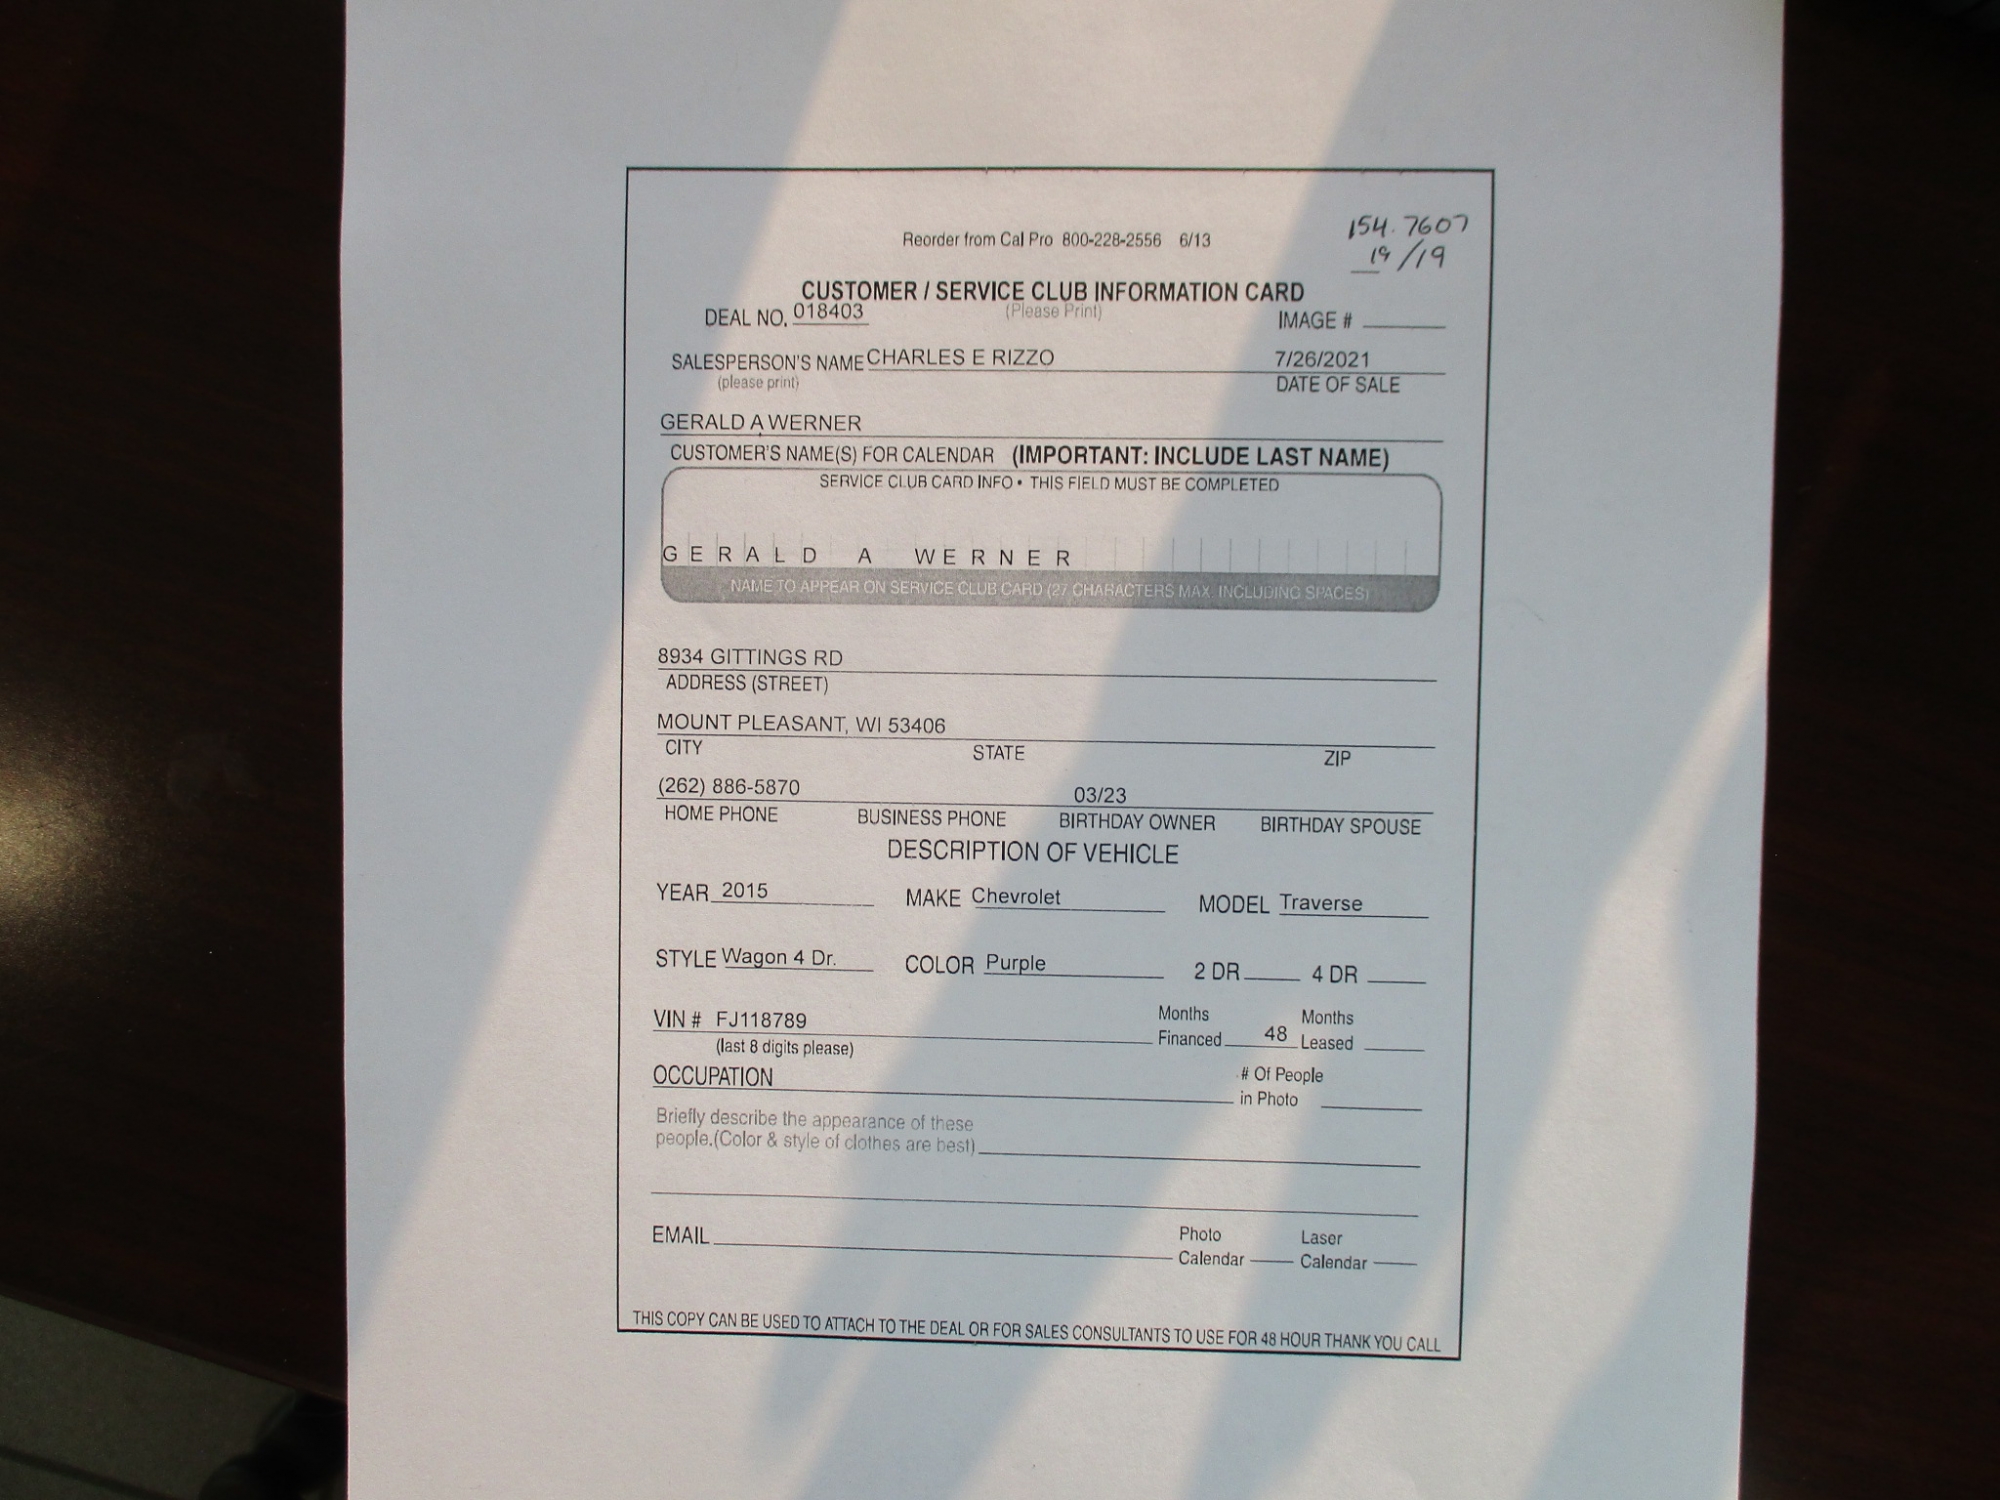 154.7607
19/19
Reorder from Cal Pro 800-228-2556 6/13
CUSTOMER / SERVICE CLUB INFORMATION CARD
(Please Print)
DEAL NO. 018403 IMAGE #
SALESPERSON'S NAME CHARLES E RIZZO 7/26/2021
(please print) DATE OF SALE
GERALD A WERNER
CUSTOMER'S NAME(S) FOR CALENDAR (IMPORTANT: INCLUDE LAST NAME)
SERVICE CLUB CARD INFO • THIS FIELD MUST BE COMPLETED
GERALD A WERNER
NAME TO APPEAR ON SERVICE CLUB CARD (27 CHARACTERS MAX. INCLUDING SPACES)
8934 GITTINGS RD
ADDRESS (STREET)
MOUNT PLEASANT, WI 53406
CITY STATE ZIP
(262) 886-5870 03/23
HOME PHONE BUSINESS PHONE BIRTHDAY OWNER BIRTHDAY SPOUSE
DESCRIPTION OF VEHICLE
YEAR 2015 MAKE Chevrolet MODEL Traverse
STYLE Wagon 4 Dr. COLOR Purple 2 DR 4 DR
VIN # FJ118789 Months Financed 48 Months Leased
(last 8 digits please)
OCCUPATION # Of People in Photo
Briefly describe the appearance of these
people.(Color & style of clothes are best)
EMAIL Photo Calendar Laser Calendar
THIS COPY CAN BE USED TO ATTACH TO THE DEAL OR FOR SALES CONSULTANTS TO USE FOR 48 HOUR THANK YOU CALL